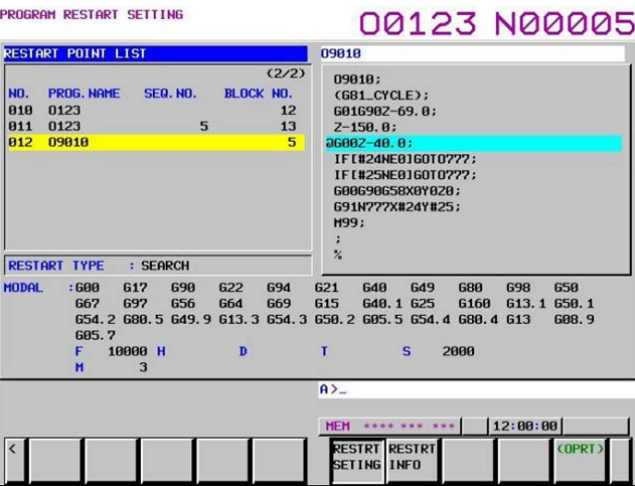 PROGRAM RESTART SETTING
O0123 N00005
RESTART POINT LIST
(2/2)
NO. PROG.NAME SEQ.NO. BLOCK NO.
010 0123 12
011 0123 5 13
012 O9010 5
RESTART TYPE : SEARCH
O9010
O9010;
(G81_CYCLE);
G01G90Z-69.0;
Z-150.0;
@G00Z-40.0;
IF[#24NE0]GOTO777;
IF[#25NE0]GOTO777;
G00G90G58X0Y0Z0;
G91N777X#24Y#25;
M99;
;
%
MODAL :G00 G17 G90 G22 G94 G21 G40 G49 G80 G98 G50
G67 G97 G56 G64 G69 G15 G40.1 G25 G160 G13.1 G50.1
G54.2 G80.5 G49.9 G13.3 G54.3 G50.2 G05.5 G54.4 G80.4 G13 G08.9
G05.7
F 10000 H D T S 2000
M 3
A>_
MEM **** *** *** 12:00:00
< RESTRT SETING RESTRT INFO (OPRT)